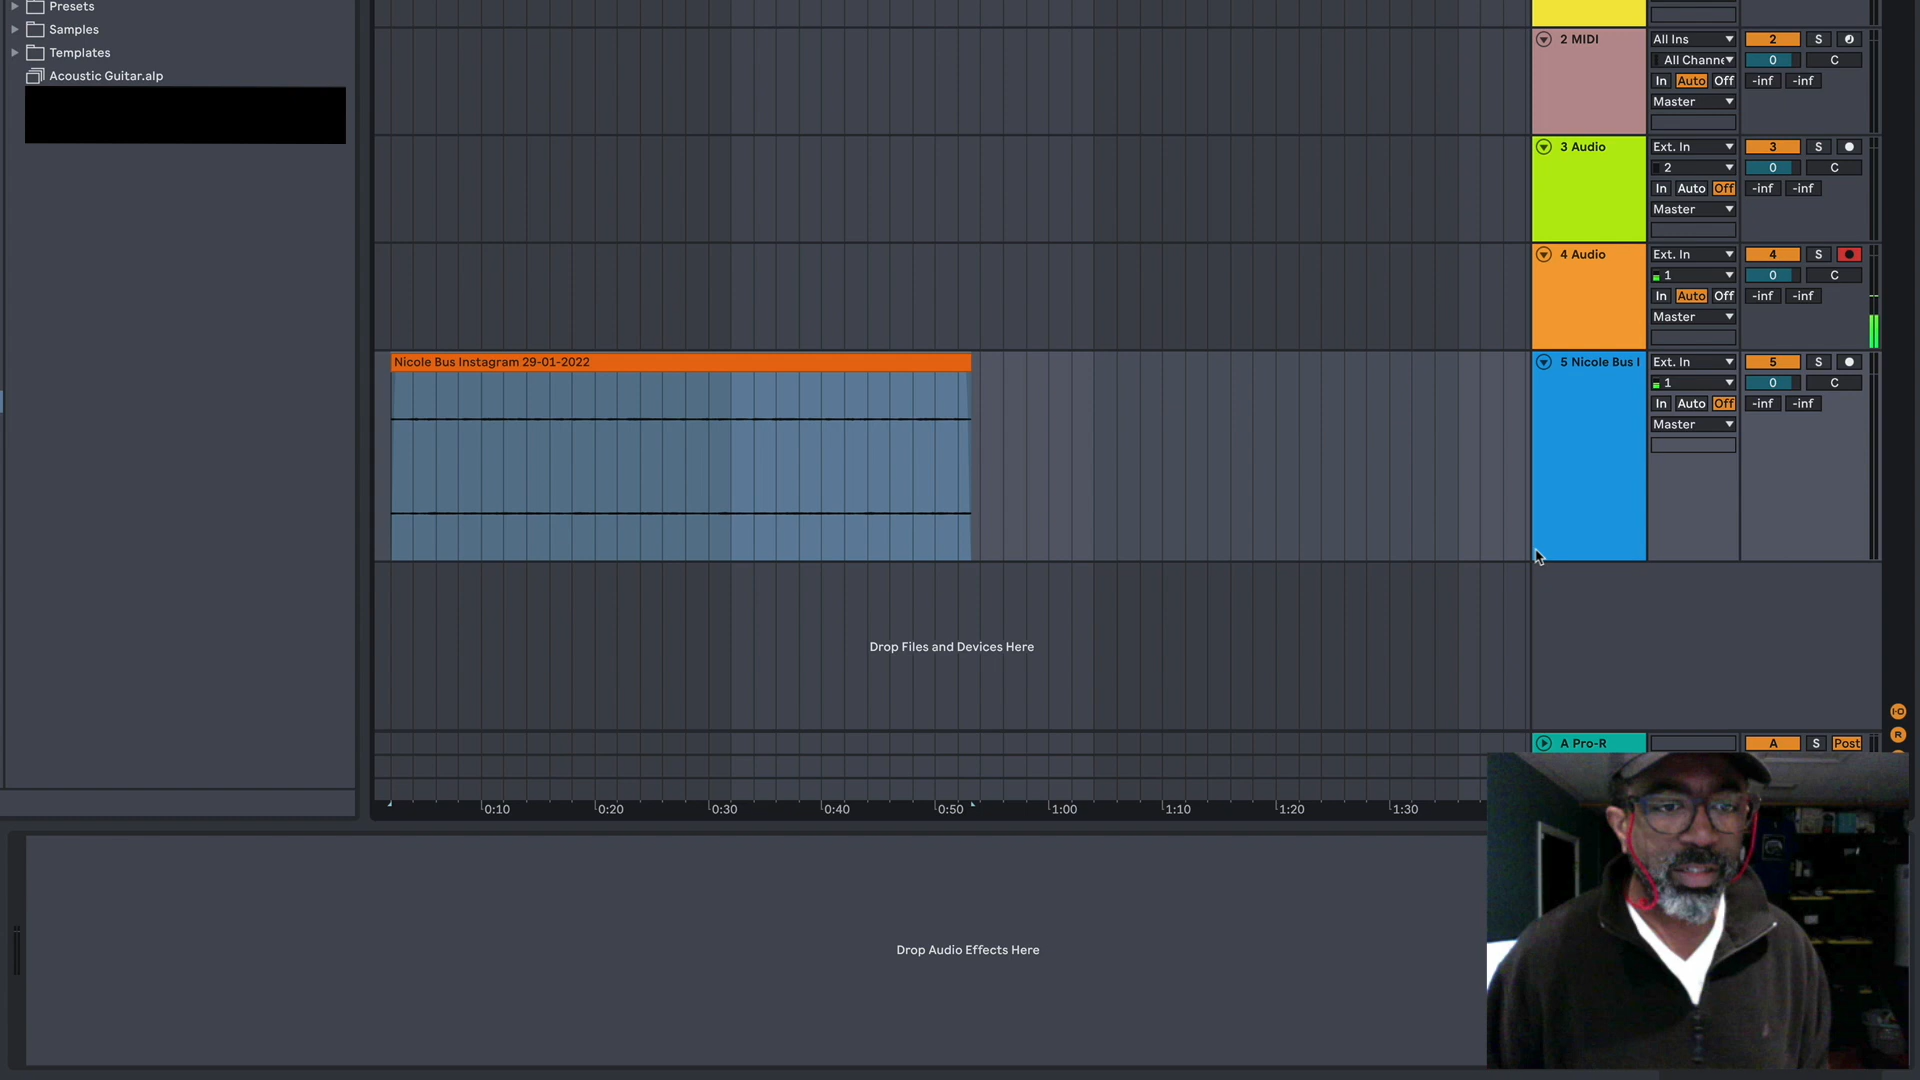 Presets
Samples
Templates
Acoustic Guitar.alp
2 MIDI
All Ins
2
S
All Channe
0
C
In Auto Off
-inf -inf
Master
3 Audio
Ext. In
3
S
2
0
C
In Auto Off
-inf -inf
Master
4 Audio
Ext. In
4
S
1
0
C
In Auto Off
-inf -inf
Master
Nicole Bus Instagram 29-01-2022
5 Nicole Bus I
Ext. In
5
S
1
0
C
In Auto Off
-inf -inf
Master
Drop Files and Devices Here
I-O
R
A Pro-R
A
S
Post
0:10 0:20 0:30 0:40 0:50 1:00 1:10 1:20 1:30
Drop Audio Effects Here